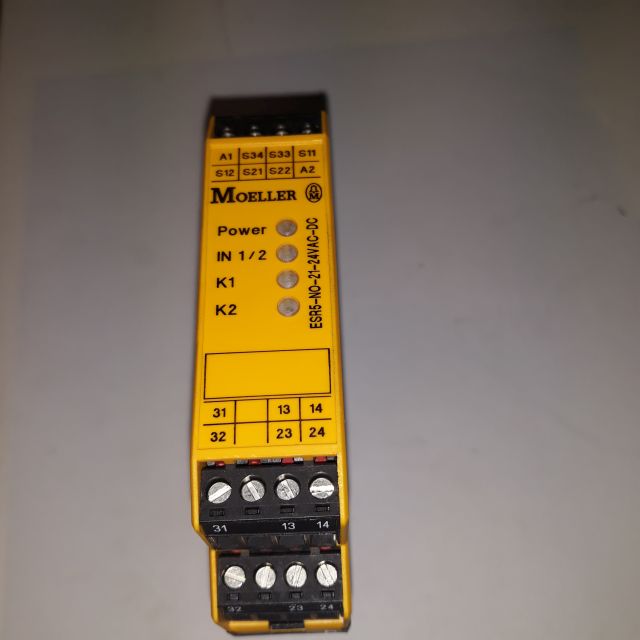 A1 S34 S33 S11
S12 S21 S22 A2
MOELLER
Power
IN 1/2
K1
K2
ESR5-NO-21-24VAC-DC
31 13 14
32 23 24
31 13 14
32 23 24